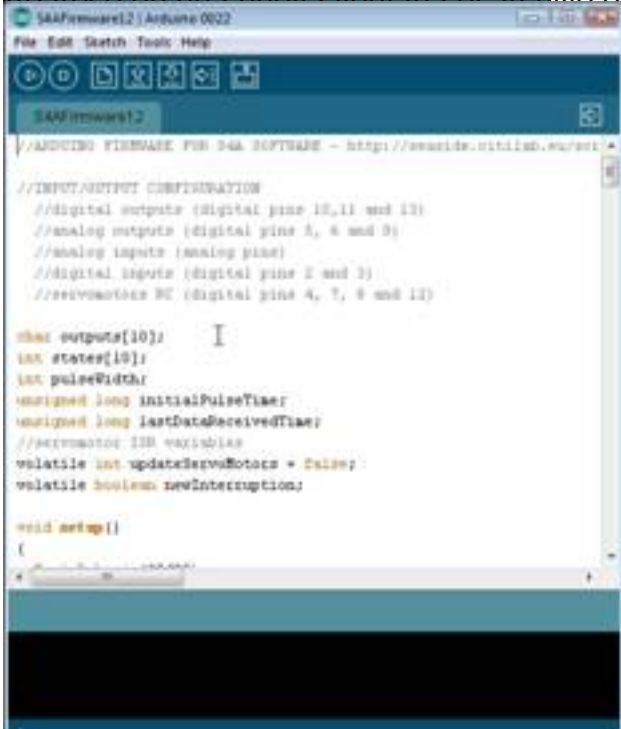 S4AFirmware12 | Arduino 0022
File Edit Sketch Tools Help
S4AFirmware12
//ARDUINO FIRMWARE FOR S4A SOFTWARE - http://seaside.citilab.eu/scr
//INPUT/OUTPUT CONFIGURATION
//digital outputs (digital pins 10,11 and 13)
//analog outputs (digital pins 5, 6 and 9)
//analog inputs (analog pins)
//digital inputs (digital pins 2 and 3)
//servomotors RC (digital pins 4, 7, 8 and 12)
char outputs[10];
int states[10];
int pulseWidth;
unsigned long initialPulseTime;
unsigned long lastDataReceivedTime;
//servomotor ISR variables
volatile int updateServoMotors = false;
volatile boolean newInterruption;
void setup()
{